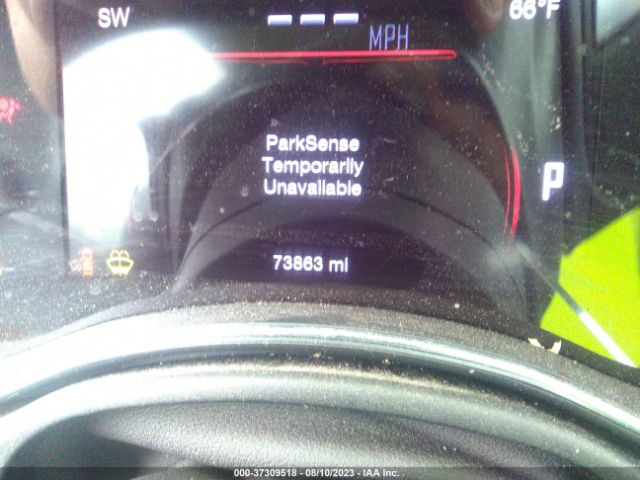 SW
66°F
MPH
ParkSense
Temporarily
Unavailable
P
73863 mi
000-37309518 - 08/10/2023 - IAA Inc.